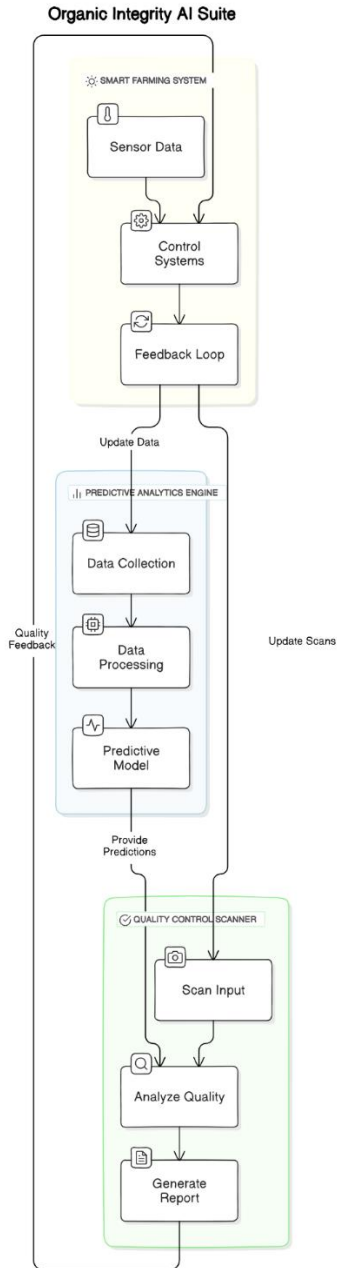 Organic Integrity AI Suite
SMART FARMING SYSTEM
Sensor Data
Control
Systems
Feedback Loop
Update Data
PREDICTIVE ANALYTICS ENGINE
Data Collection
Quality
Feedback
Data
Processing
Update Scans
Predictive
Model
Provide
Predictions
QUALITY CONTROL SCANNER
Scan Input
Analyze Quality
Generate
Report